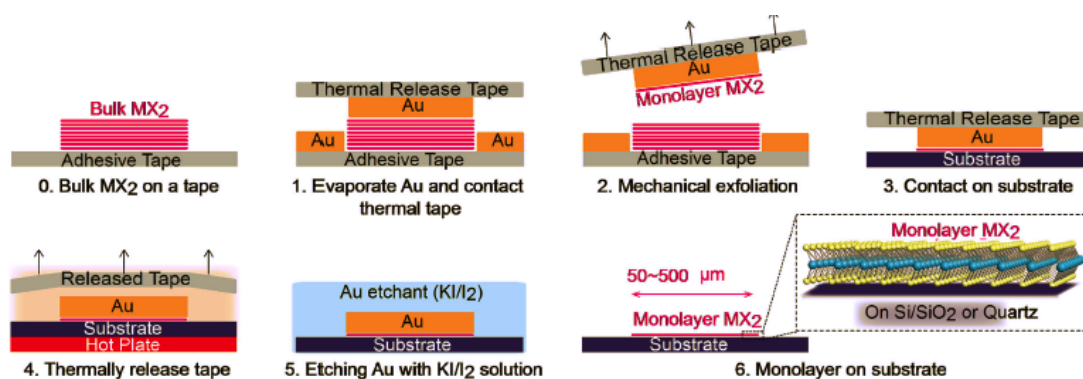 Bulk MX2
Adhesive Tape
0. Bulk MX2 on a tape
Thermal Release Tape
Au
Au
Au
Adhesive Tape
1. Evaporate Au and contact
thermal tape
Thermal Release Tape
Au
Monolayer MX2
Adhesive Tape
2. Mechanical exfoliation
Thermal Release Tape
Au
Substrate
3. Contact on substrate
Released Tape
Au
Substrate
Hot Plate
4. Thermally release tape
Au etchant (KI/I2)
Au
Substrate
5. Etching Au with KI/I2 solution
50~500 μm
Monolayer MX2
Substrate
Monolayer MX2
On Si/SiO2 or Quartz
6. Monolayer on substrate